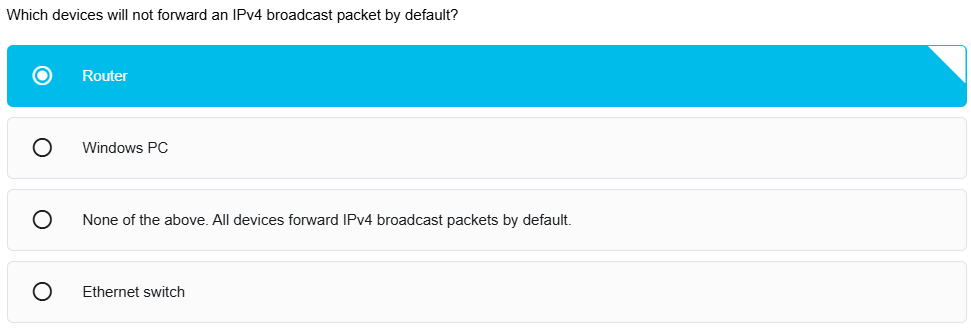 Which devices will not forward an IPv4 broadcast packet by default?
Router
Windows PC
None of the above. All devices forward IPv4 broadcast packets by default.
Ethernet switch